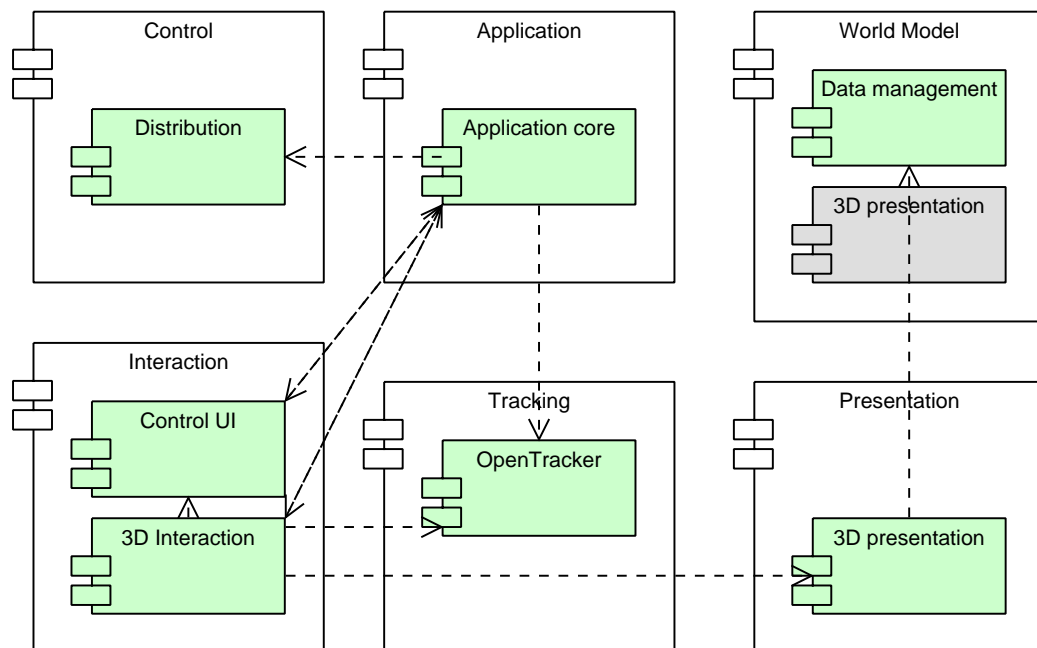 Control
Application
World Model
Distribution
Application core
Data management
3D presentation
Interaction
Tracking
Presentation
Control UI
OpenTracker
3D Interaction
3D presentation